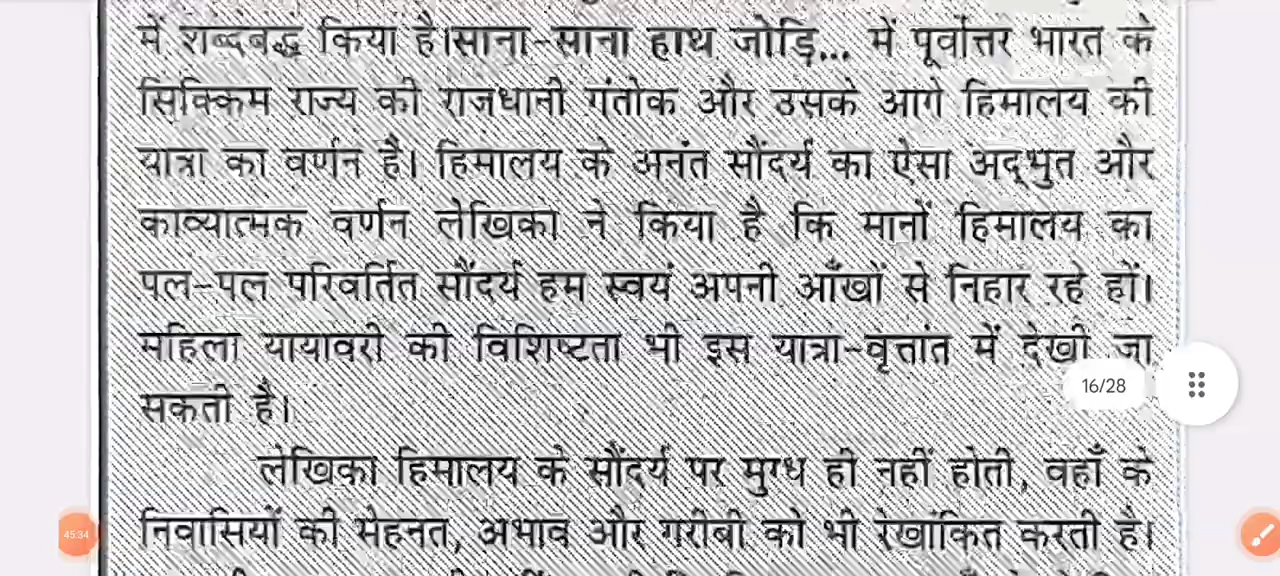 में शब्दबद्ध किया है।साना-साना हाथ जोड़ि... में पूर्वोत्तर भारत के
सिक्किम राज्य की राजधानी गंतोक और उसके आगे हिमालय की
यात्रा का वर्णन है। हिमालय के अनंत सौंदर्य का ऐसा अद्भुत और
काव्यात्मक वर्णन लेखिका ने किया है कि मानों हिमालय का
पल-पल परिवर्तित सौंदर्य हम स्वयं अपनी आँखों से निहार रहे हों।
महिला यायावरी की विशिष्टता भी इस यात्रा-वृत्तांत में देखी जा
16/28
सकती है।
लेखिका हिमालय के सौंदर्य पर मुग्ध ही नहीं होती, वहाँ के
निवासियों की मेहनत, अभाव और गरीबी को भी रेखांकित करती है।
45:34